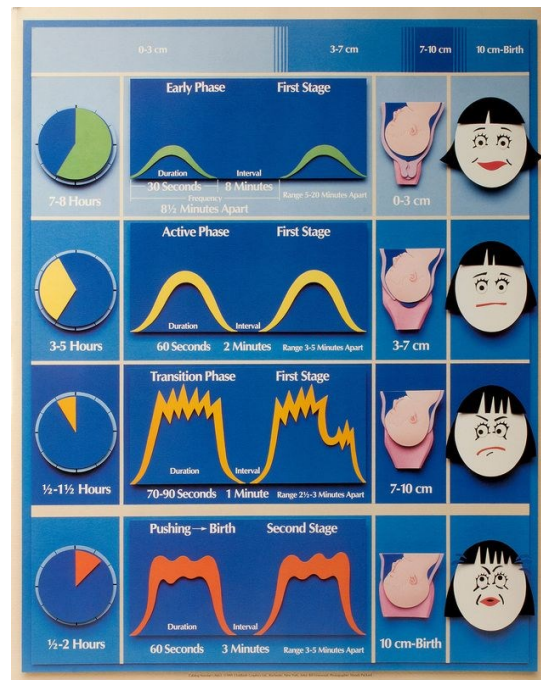 0-3 cm 3-7 cm 7-10 cm 10 cm-Birth
Early Phase First Stage
Duration Interval
30 Seconds 8 Minutes Range 5-20 Minutes Apart
Frequency
8½ Minutes Apart
7-8 Hours
0-3 cm
Active Phase First Stage
Duration Interval
60 Seconds 2 Minutes Range 3-5 Minutes Apart
3-5 Hours
3-7 cm
Transition Phase First Stage
Duration Interval
70-90 Seconds 1 Minute Range 2½-3 Minutes Apart
½-1½ Hours
7-10 cm
Pushing → Birth Second Stage
Duration Interval
60 Seconds 3 Minutes Range 3-5 Minutes Apart
½-2 Hours
10 cm-Birth